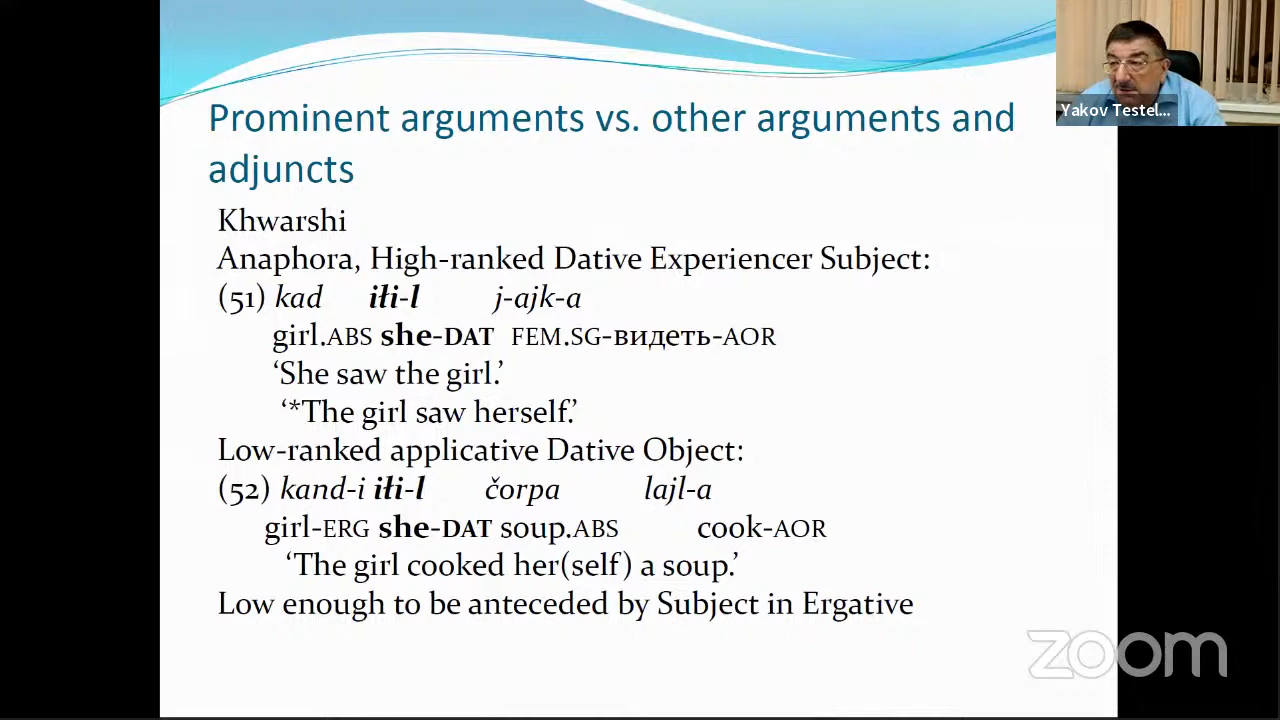 Prominent arguments vs. other arguments and
adjuncts
Khwarshi
Anaphora, High-ranked Dative Experiencer Subject:
(51) kad iłi-l j-ajk-a
girl.ABS she-DAT FEM.SG-видеть-AOR
‘She saw the girl.’
‘*The girl saw herself.’
Low-ranked applicative Dative Object:
(52) kand-i iłi-l čorpa lajl-a
girl-ERG she-DAT soup.ABS cook-AOR
‘The girl cooked her(self) a soup.’
Low enough to be anteceded by Subject in Ergative
Yakov Testel...
zoom